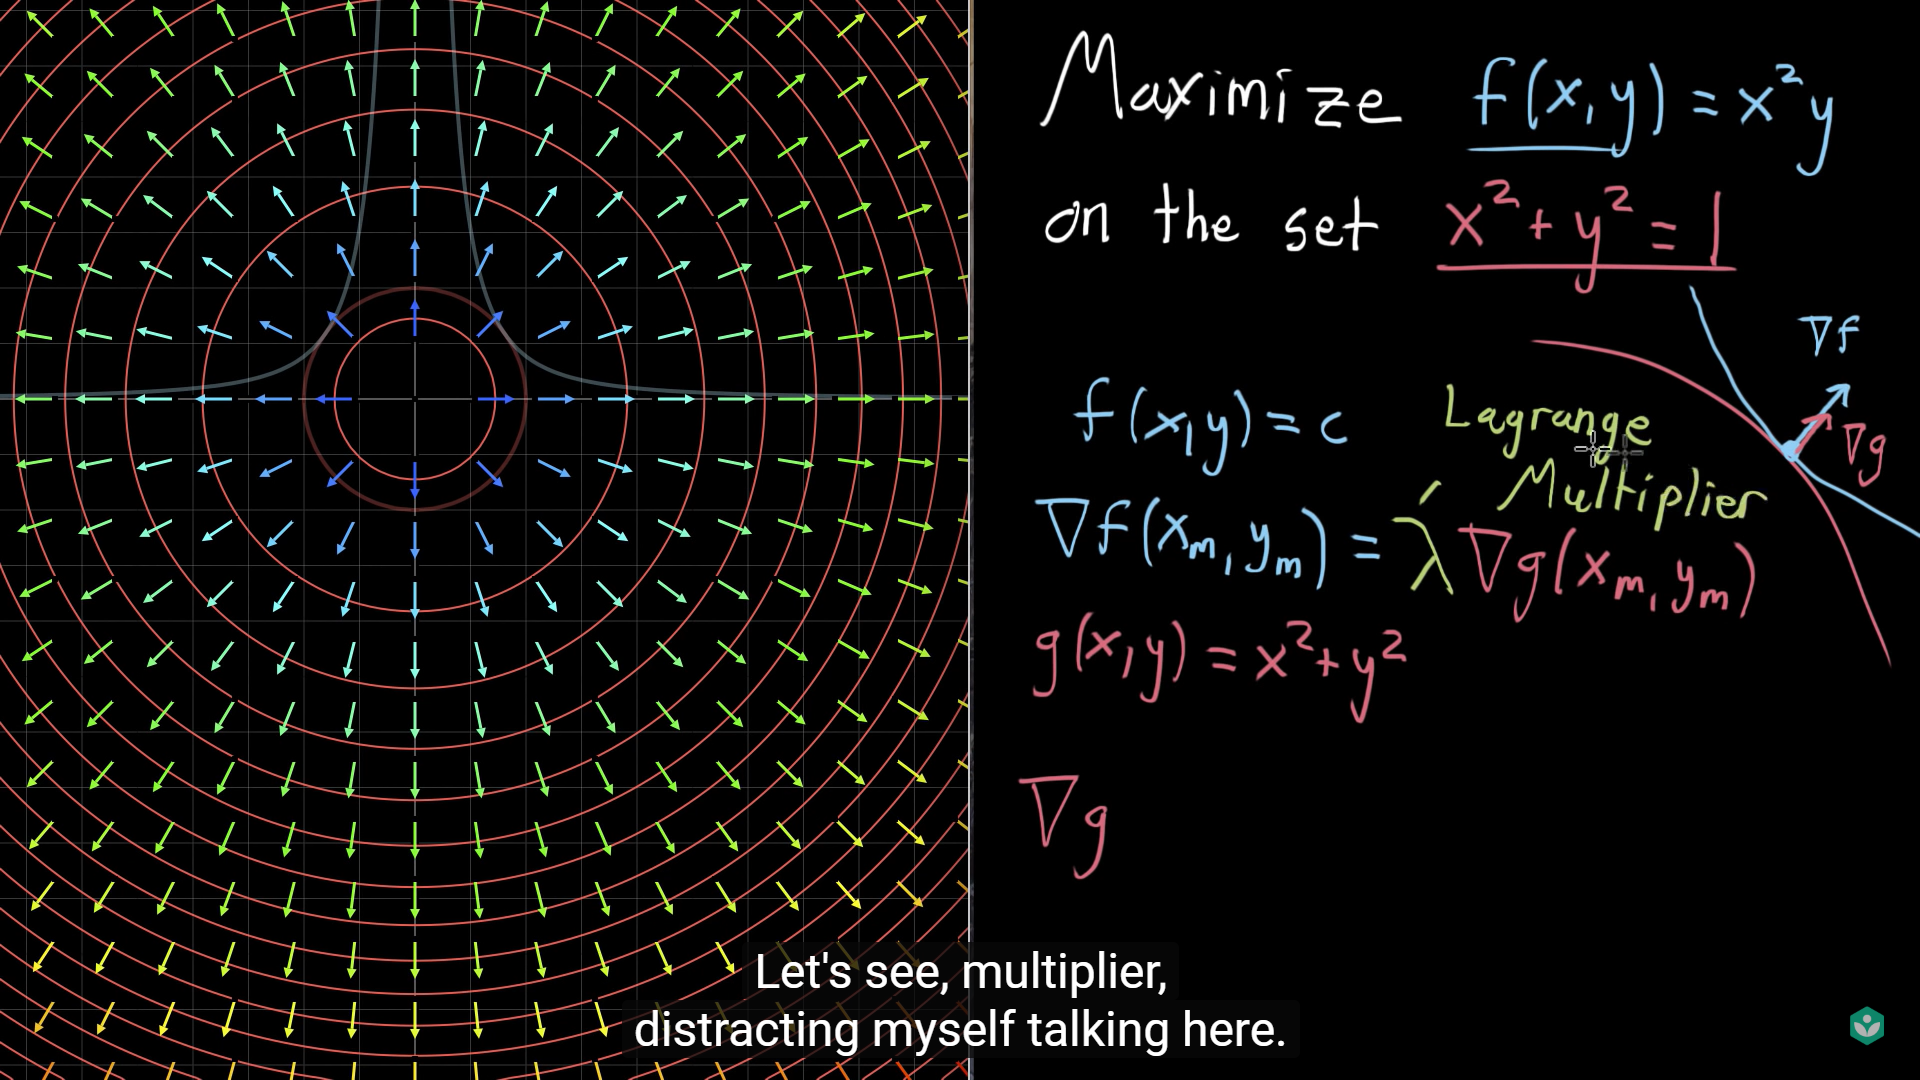 Maximize f(x,y) = x²y
on the set x² + y² = 1
∇f
f(x,y) = c
Lagrange
Multiplier
∇g
∇f(xₘ, yₘ) = λ∇g(xₘ, yₘ)
g(x,y) = x² + y²
∇g
Let's see, multiplier,
distracting myself talking here.